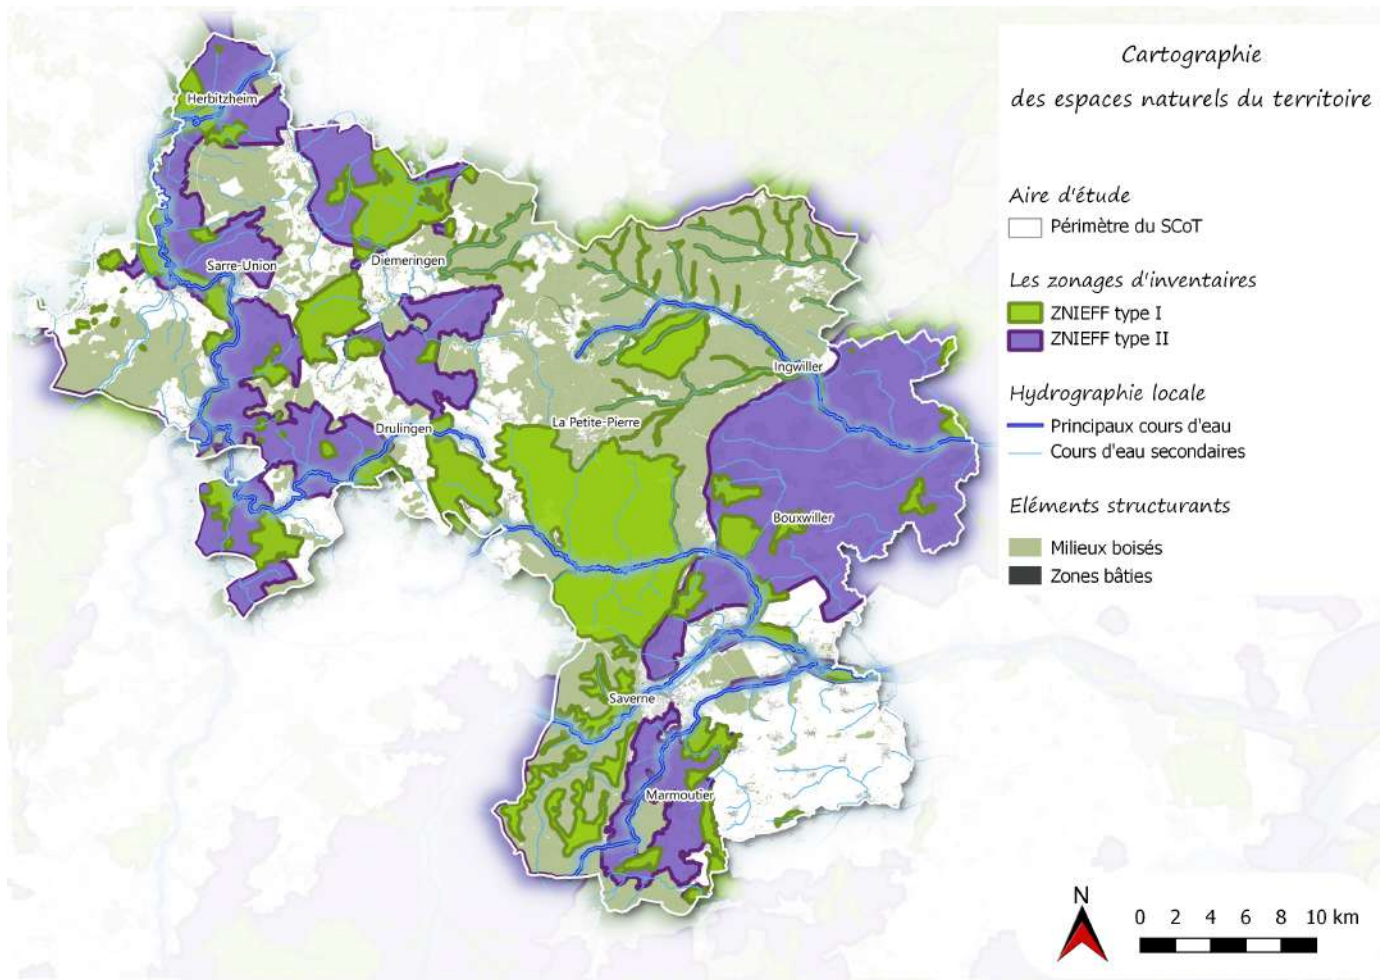 Cartographie
des espaces naturels du territoire
Aire d'étude
Périmètre du SCoT
Les zonages d'inventaires
ZNIEFF type I
ZNIEFF type II
Hydrographie locale
Principaux cours d'eau
Cours d'eau secondaires
Eléments structurants
Milieux boisés
Zones bâties
Herbitzheim
Sarre-Union
Diemeringen
Ingwiller
La Petite-Pierre
Drulingen
Bouxwiller
Saverne
Marmoutier
N
0 2 4 6 8 10 km